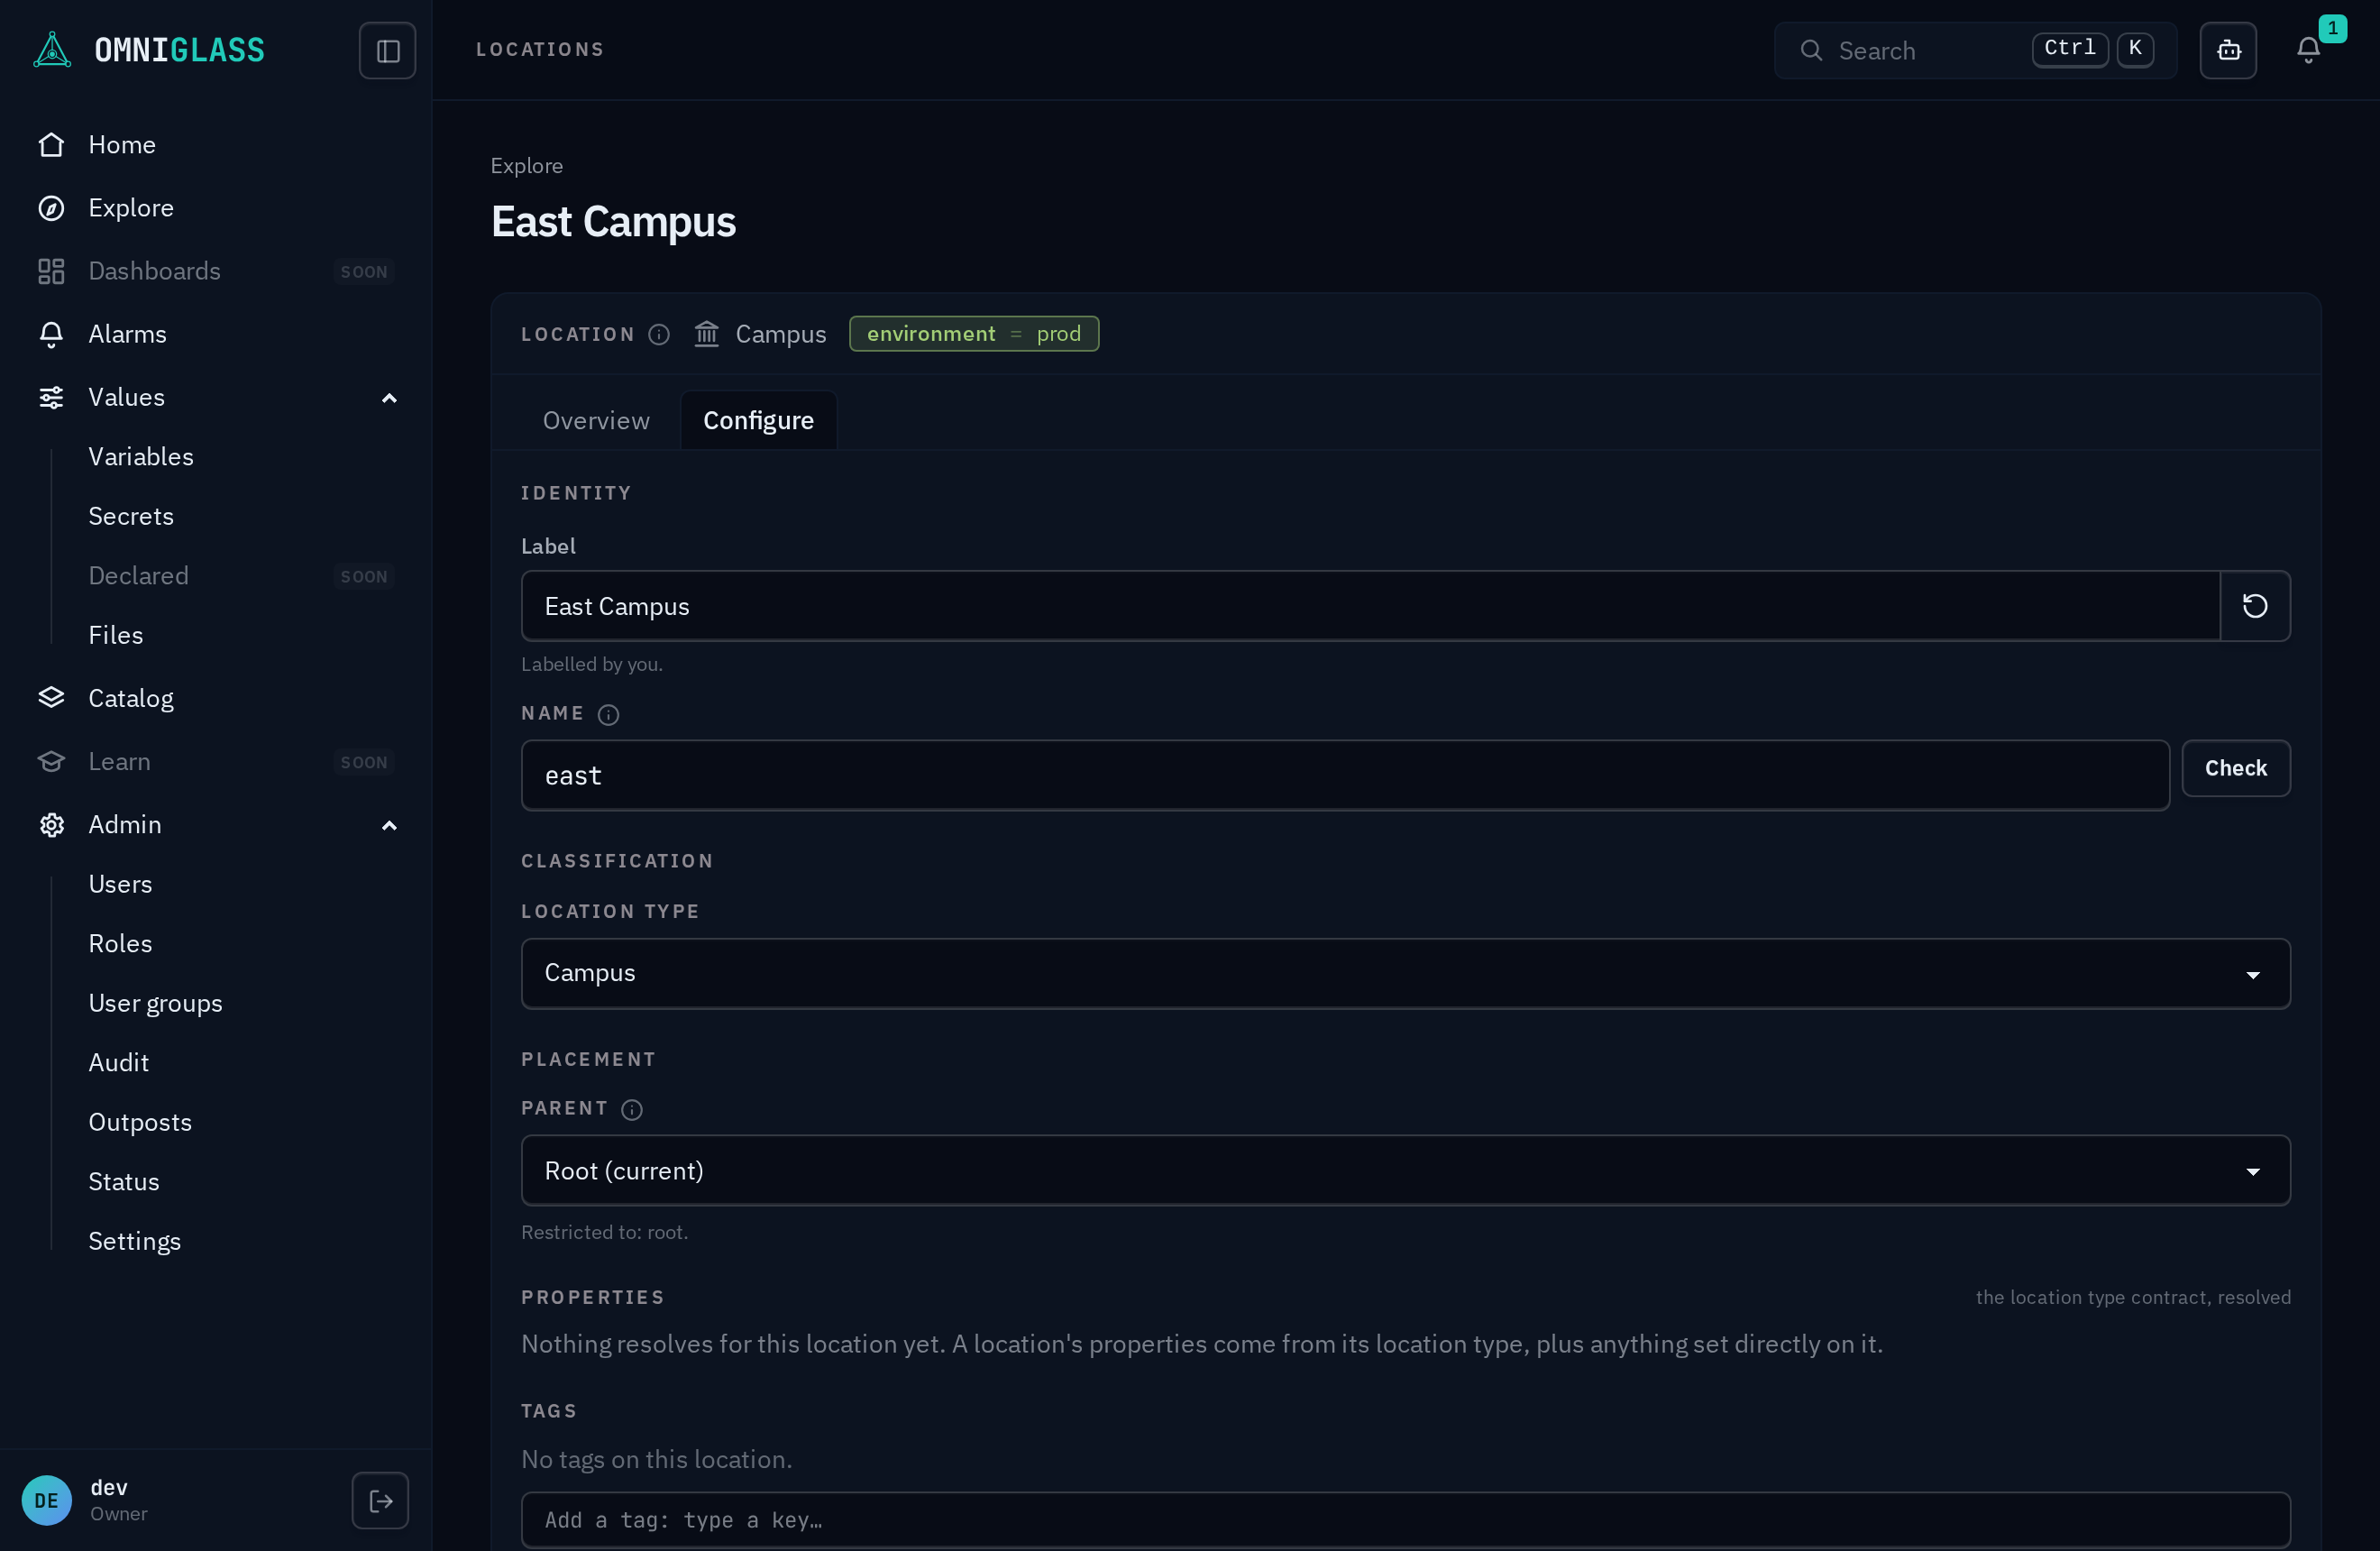 OMNIGLASS
Home
Explore
Dashboards SOON
Alarms
Values
Variables
Secrets
Declared SOON
Files
Catalog
Learn SOON
Admin
Users
Roles
User groups
Audit
Outposts
Status
Settings
DE
dev
Owner
LOCATIONS
Search Ctrl K
1
Explore
East Campus
LOCATION Campus environment = prod
Overview Configure
IDENTITY
Label
East Campus
Labelled by you.
NAME
east
Check
CLASSIFICATION
LOCATION TYPE
Campus
PLACEMENT
PARENT
Root (current)
Restricted to: root.
PROPERTIES the location type contract, resolved
Nothing resolves for this location yet. A location's properties come from its location type, plus anything set directly on it.
TAGS
No tags on this location.
Add a tag: type a key…